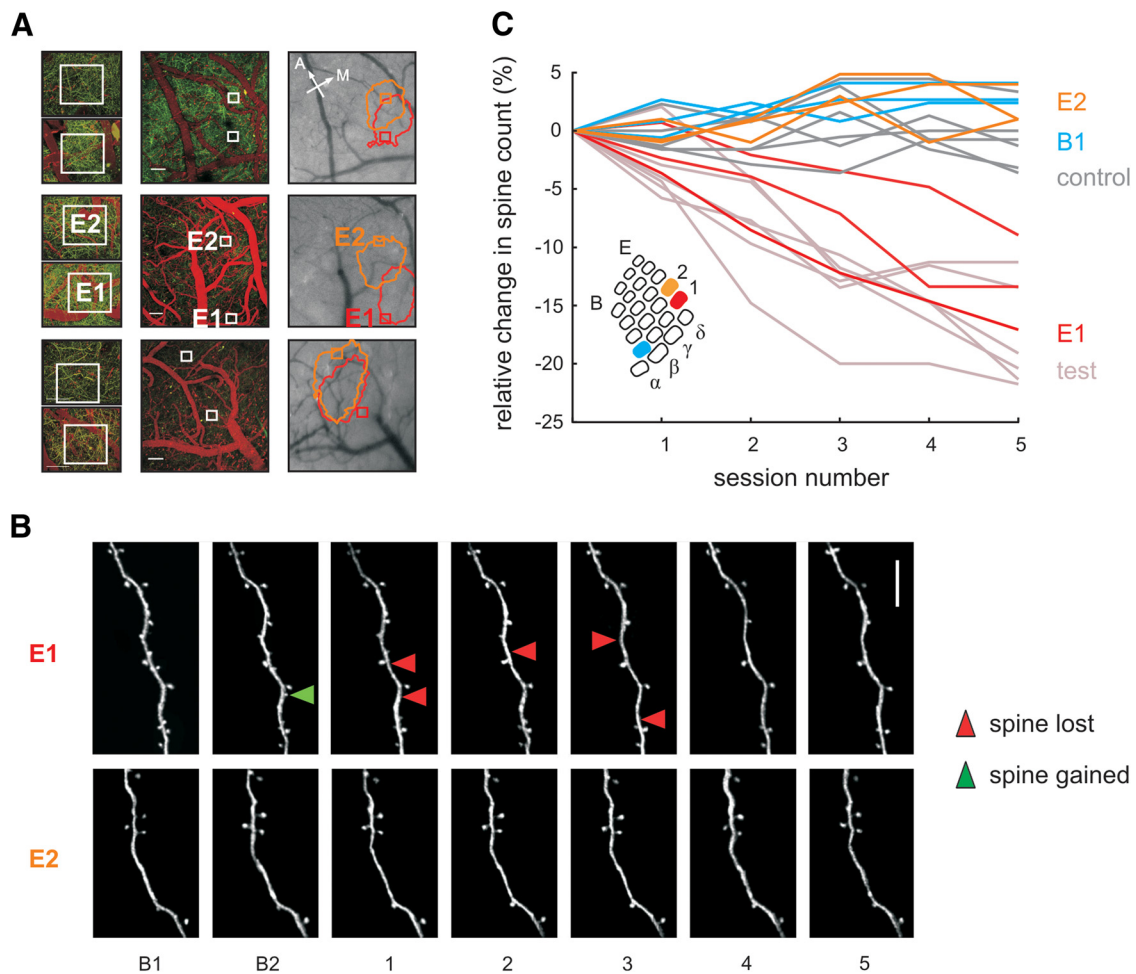 A
A
M
E2
E1
E2
E1
E2
E1
C
relative change in spine count (%)
5
0
-5
-10
-15
-20
-25
1
2
3
4
5
session number
E2
B1
control
E1
test
E
B
2
1
δ
γ
β
α
B
E1
E2
B1
B2
1
2
3
4
5
spine lost
spine gained